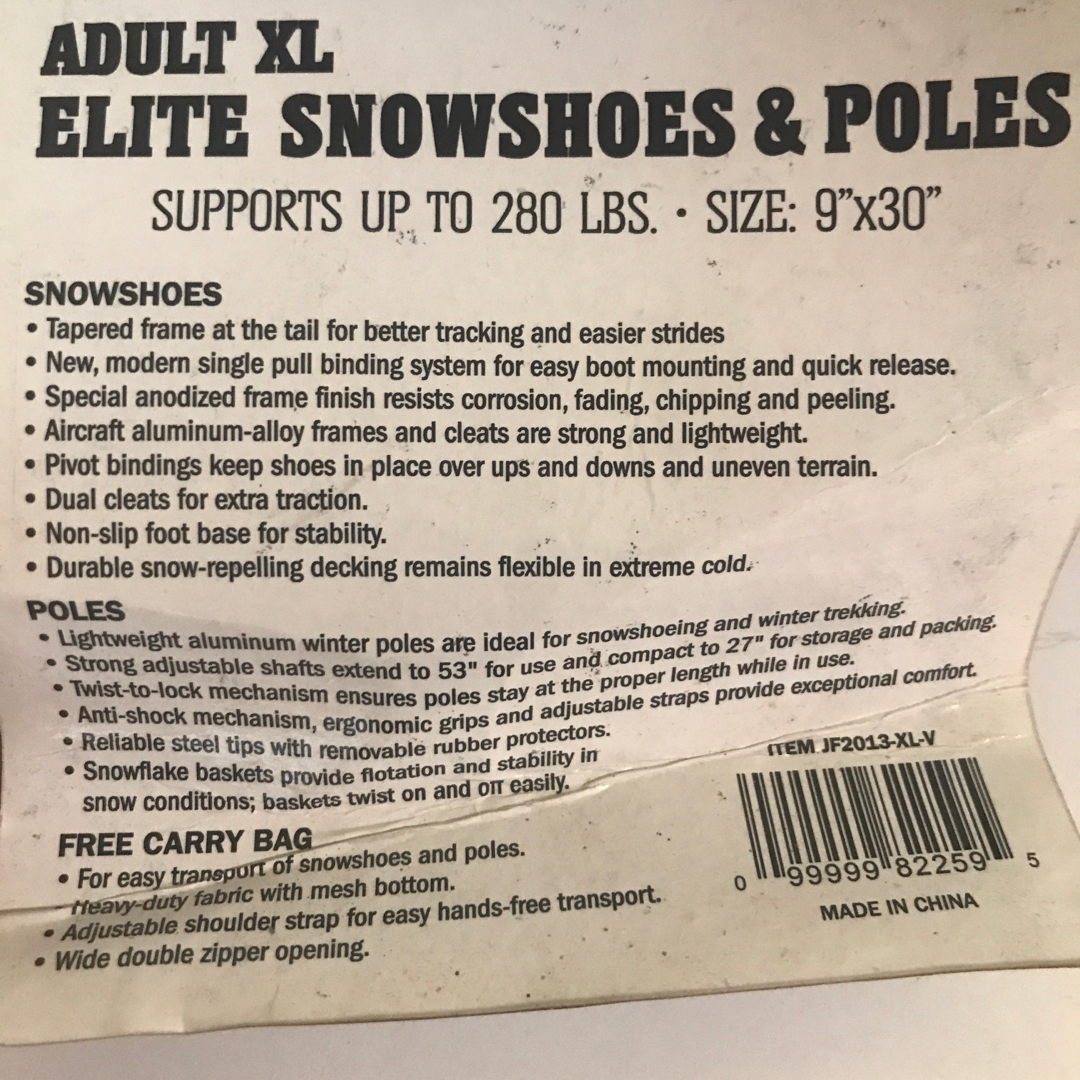 ADULT XL
ELITE SNOWSHOES & POLES
SUPPORTS UP TO 280 LBS. • SIZE: 9”x30”
SNOWSHOES
• Tapered frame at the tail for better tracking and easier strides
• New, modern single pull binding system for easy boot mounting and quick release.
• Special anodized frame finish resists corrosion, fading, chipping and peeling.
• Aircraft aluminum-alloy frames and cleats are strong and lightweight.
• Pivot bindings keep shoes in place over ups and downs and uneven terrain.
• Dual cleats for extra traction.
• Non-slip foot base for stability.
• Durable snow-repelling decking remains flexible in extreme cold.
POLES
• Lightweight aluminum winter poles are ideal for snowshoeing and winter trekking.
• Strong adjustable shafts extend to 53" for use and compact to 27" for storage and packing.
• Twist-to-lock mechanism ensures poles stay at the proper length while in use.
• Anti-shock mechanism, ergonomic grips and adjustable straps provide exceptional comfort.
• Reliable steel tips with removable rubber protectors.
• Snowflake baskets provide flotation and stability in
snow conditions; baskets twist on and off easily.
FREE CARRY BAG
• For easy transport of snowshoes and poles.
Heavy-duty fabric with mesh bottom.
• Adjustable shoulder strap for easy hands-free transport.
• Wide double zipper opening.
ITEM JF2013-XL-V
0 99999 82259 5
MADE IN CHINA